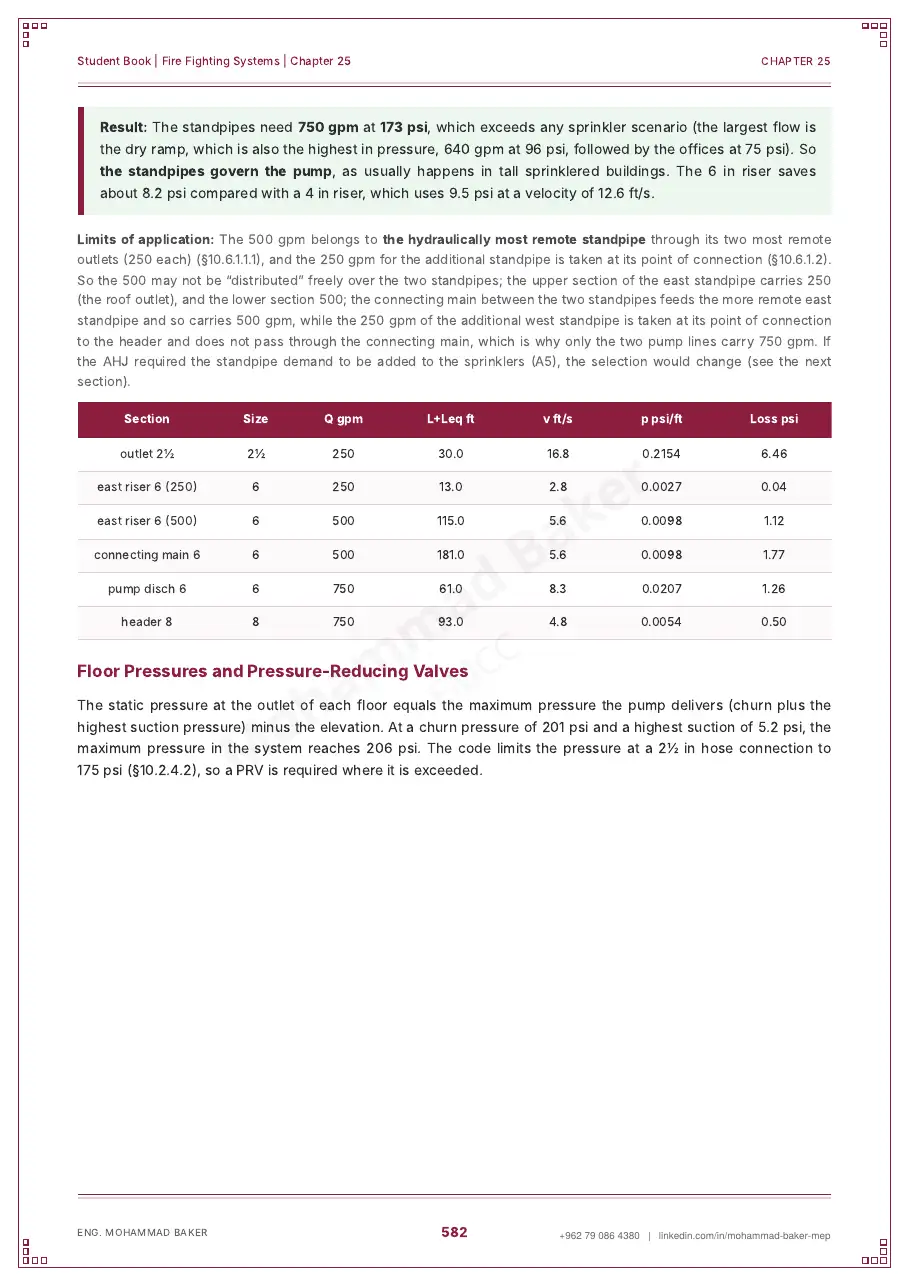 Student Book | Fire Fighting Systems | Chapter 25
CHAPTER 25
Result: The standpipes need 750 gpm at 173 psi, which exceeds any sprinkler scenario (the largest flow is
the dry ramp, which is also the highest in pressure, 640 gpm at 96 psi, followed by the offices at 75 psi). So
the standpipes govern the pump, as usually happens in tall sprinklered buildings. The 6 in riser saves
about 8.2 psi compared with a 4 in riser, which uses 9.5 psi at a velocity of 12.6 ft/s.
Limits of application: The 500 gpm belongs to the hydraulically most remote standpipe through its two most remote
outlets (250 each) (§10.6.1.1.1), and the 250 gpm for the additional standpipe is taken at its point of connection (§10.6.1.2).
So the 500 may not be “distributed” freely over the two standpipes; the upper section of the east standpipe carries 250
(the roof outlet), and the lower section 500; the connecting main between the two standpipes feeds the more remote east
standpipe and so carries 500 gpm, while the 250 gpm of the additional west standpipe is taken at its point of connection
to the header and does not pass through the connecting main, which is why only the two pump lines carry 750 gpm. If
the AHJ required the standpipe demand to be added to the sprinklers (A5), the selection would change (see the next
section).
Section Size Q gpm L+Leq ft v ft/s p psi/ft Loss psi
outlet 2½ 2½ 250 30.0 16.8 0.2154 6.46
east riser 6 (250) 6 250 13.0 2.8 0.0027 0.04
east riser 6 (500) 6 500 115.0 5.6 0.0098 1.12
connecting main 6 6 500 181.0 5.6 0.0098 1.77
pump disch 6 6 750 61.0 8.3 0.0207 1.26
header 8 8 750 93.0 4.8 0.0054 0.50
Floor Pressures and Pressure-Reducing Valves
The static pressure at the outlet of each floor equals the maximum pressure the pump delivers (churn plus the
highest suction pressure) minus the elevation. At a churn pressure of 201 psi and a highest suction of 5.2 psi, the
maximum pressure in the system reaches 206 psi. The code limits the pressure at a 2½ in hose connection to
175 psi (§10.2.4.2), so a PRV is required where it is exceeded.
ENG. MOHAMMAD BAKER
582
+962 79 086 4380 | linkedin.com/in/mohammad-baker-mep